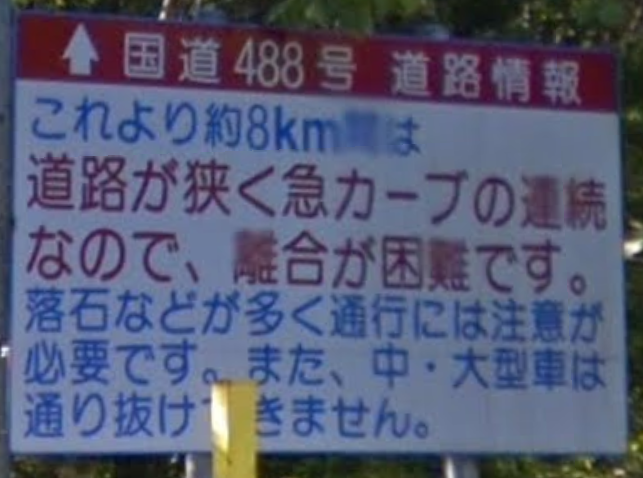 ↑ 国道488号 道路情報
これより約8km間は
道路が狭く急カーブの連続
なので、離合が困難です。
落石などが多く通行には注意が
必要です。また、中・大型車は
通り抜けできません。